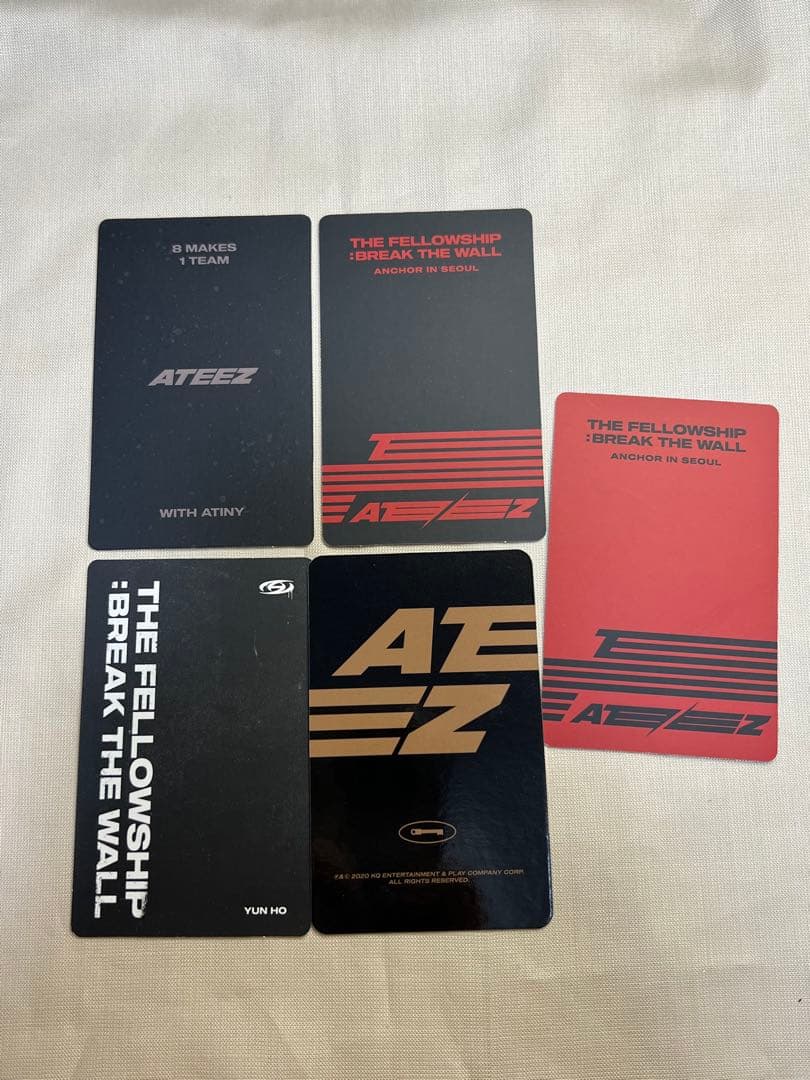 8 MAKES
1 TEAM
ATEEZ
WITH ATINY
THE FELLOWSHIP
:BREAK THE WALL
ANCHOR IN SEOUL
ATEEZ
THE FELLOWSHIP
:BREAK THE WALL
ANCHOR IN SEOUL
ATEEZ
THE FELLOWSHIP
:BREAK THE WALL
YUN HO
ATE
EZ
℗&© 2020 KQ ENTERTAINMENT & PLAY COMPANY CORP.
ALL RIGHTS RESERVED.